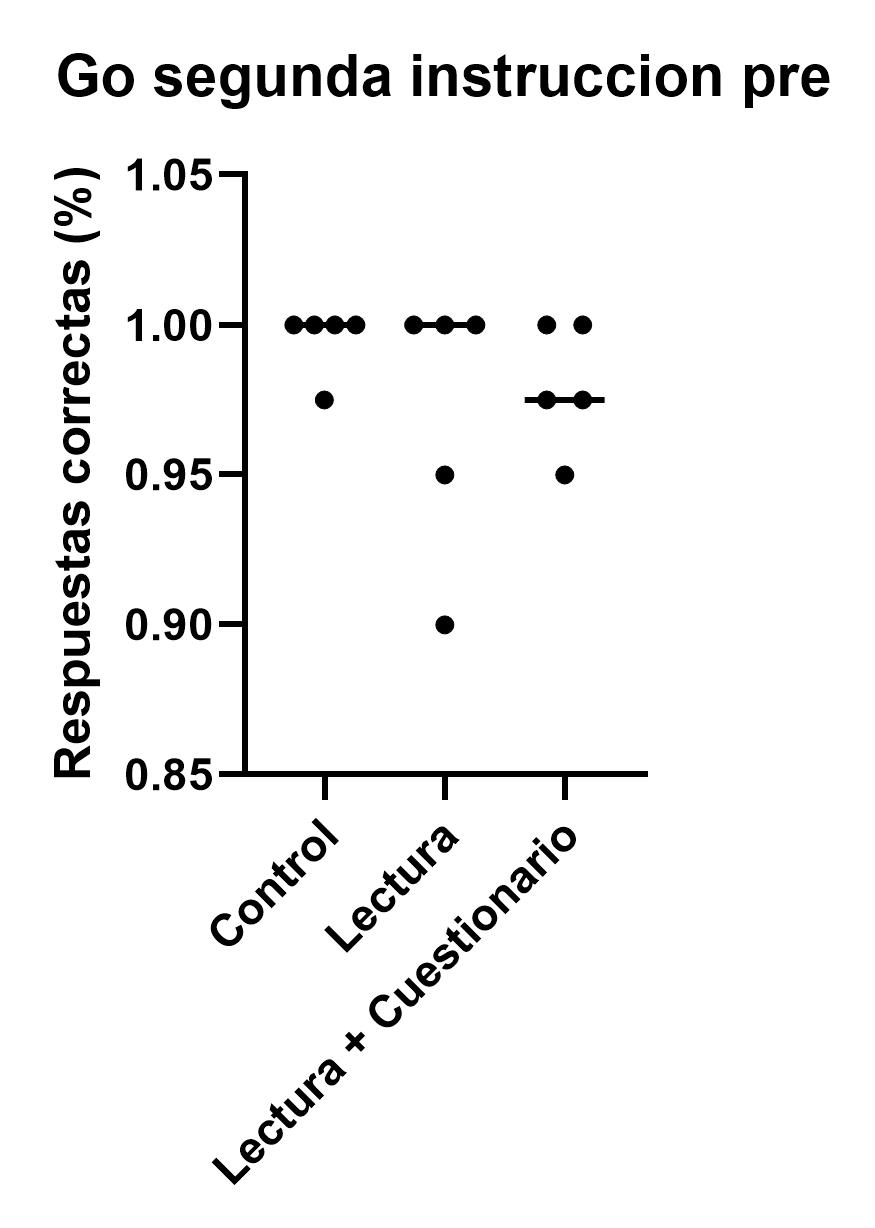 Go segunda instruccion pre
Respuestas correctas (%)
1.05
1.00
0.95
0.90
0.85
Control
Lectura
Lectura + Cuestionario